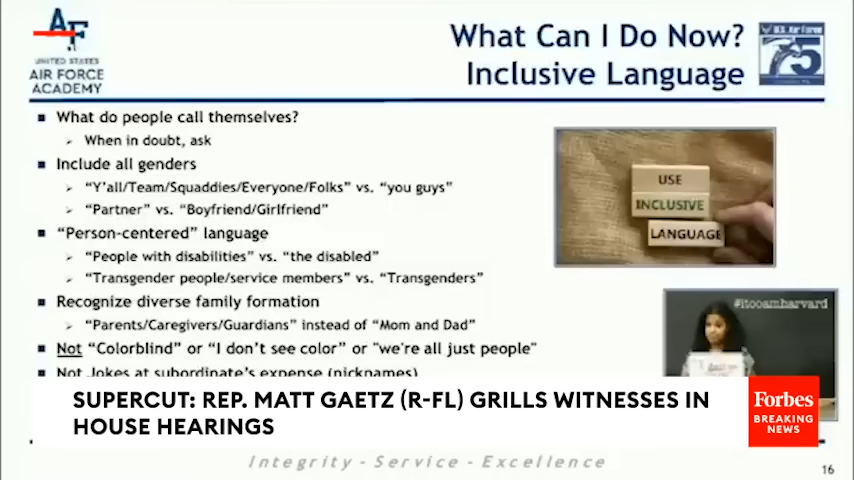 AF
UNITED STATES
AIR FORCE
ACADEMY
What Can I Do Now?
Inclusive Language
U.S. Air Force
75
What do people call themselves?
When in doubt, ask
Include all genders
"Y'all/Team/Squaddies/Everyone/Folks" vs. "you guys"
"Partner" vs. "Boyfriend/Girlfriend"
"Person-centered" language
"People with disabilities" vs. "the disabled"
"Transgender people/service members" vs. "Transgenders"
Recognize diverse family formation
"Parents/Caregivers/Guardians" instead of "Mom and Dad"
Not "Colorblind" or "I don't see color" or "we're all just people"
Not Jokes at subordinate's expense (nicknames)
USE
INCLUSIVE
LANGUAGE
#itooamharvard
SUPERCUT: REP. MATT GAETZ (R-FL) GRILLS WITNESSES IN
HOUSE HEARINGS
Forbes
BREAKING
NEWS
Integrity - Service - Excellence
16